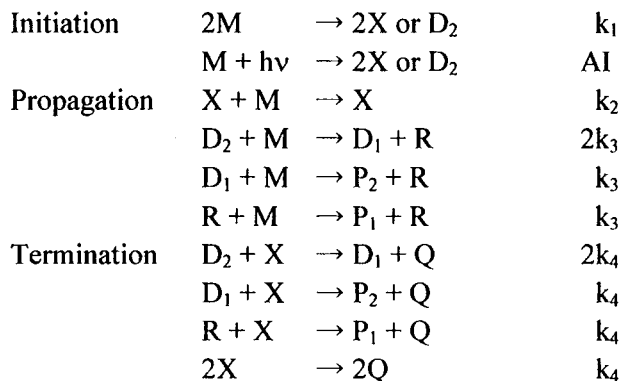 Initiation 2M → 2X or D₂ k₁
M + hν → 2X or D₂ AI
Propagation X + M → X k₂
D₂ + M → D₁ + R 2k₃
D₁ + M → P₂ + R k₃
R + M → P₁ + R k₃
Termination D₂ + X → D₁ + Q 2k₄
D₁ + X → P₂ + Q k₄
R + X → P₁ + Q k₄
2X → 2Q k₄